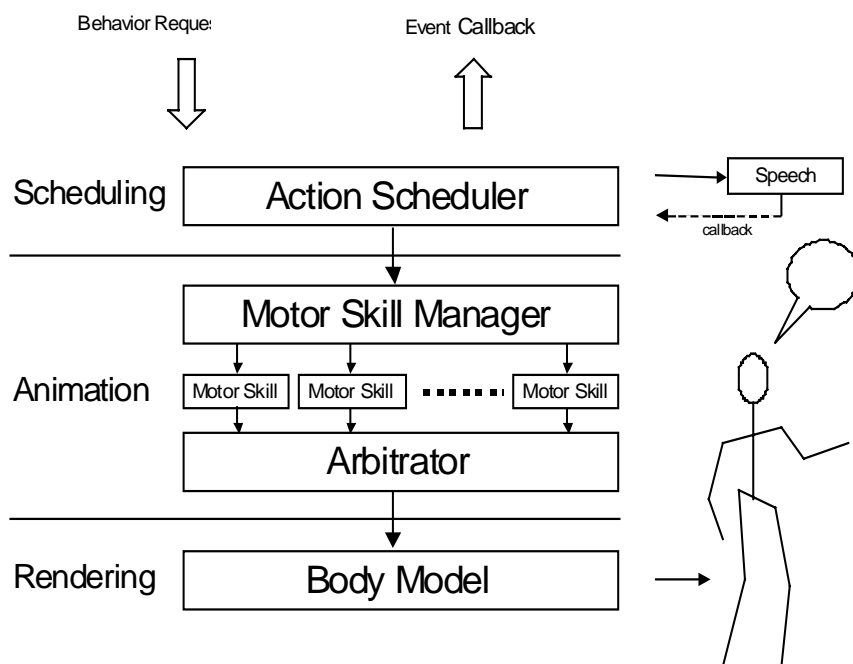 Behavior Reques
Event Callback
Scheduling
Action Scheduler
Speech
callback
Motor Skill Manager
Animation
Motor Skill
Motor Skill
Motor Skill
Arbitrator
Rendering
Body Model